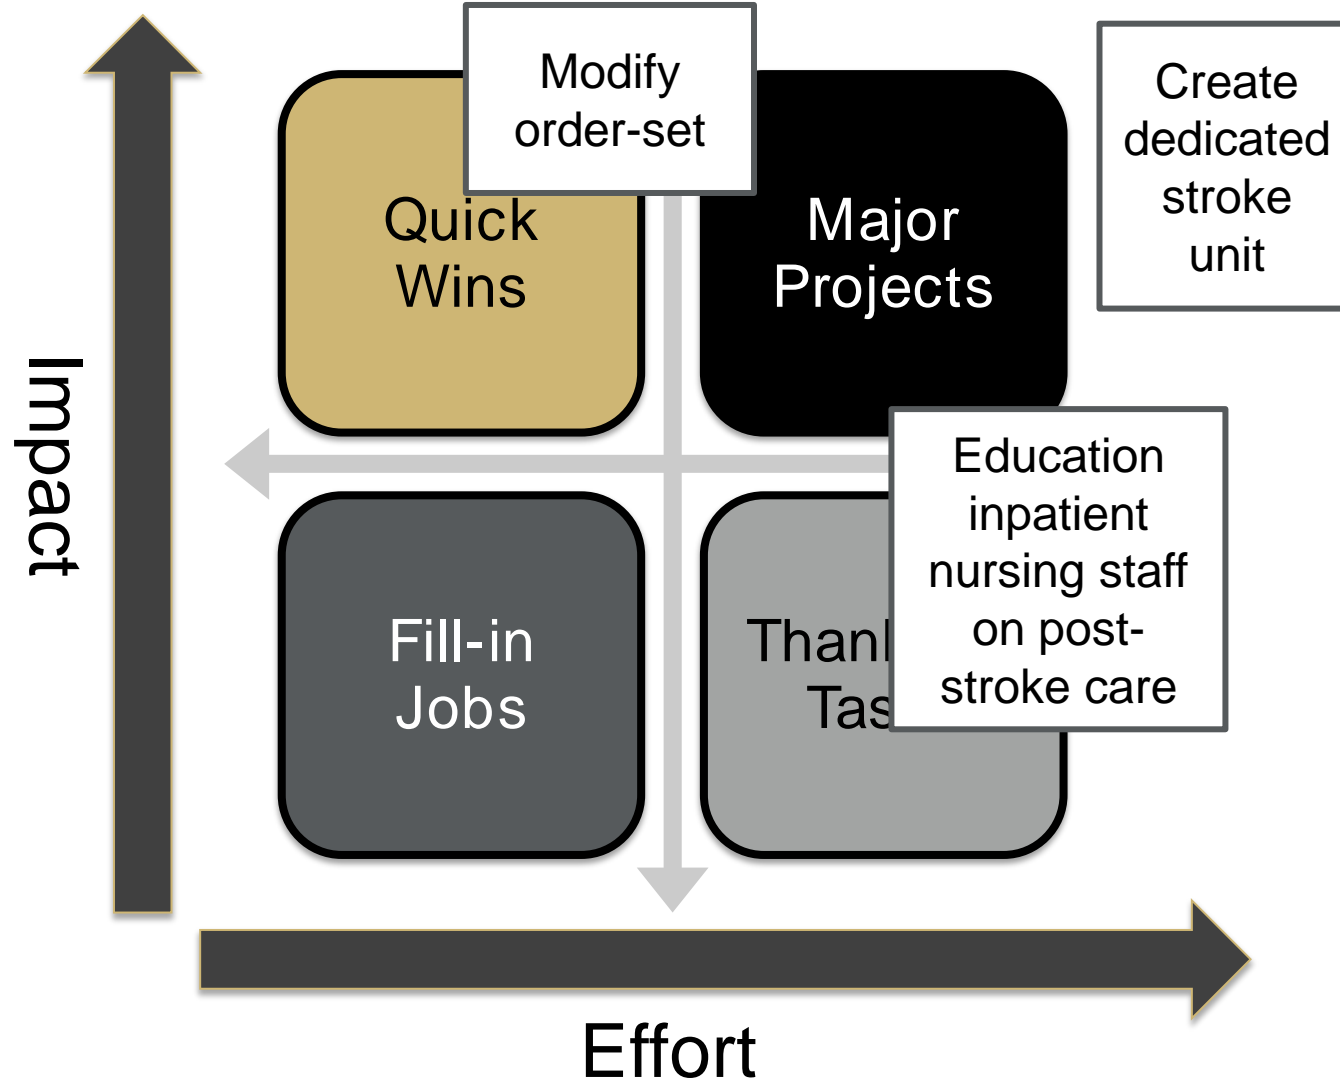 Modify
order-set
Create
dedicated
stroke
unit
Quick
Wins
Major
Projects
Impact
Education
inpatient
nursing staff
on post-
stroke care
Fill-in
Jobs
Effort